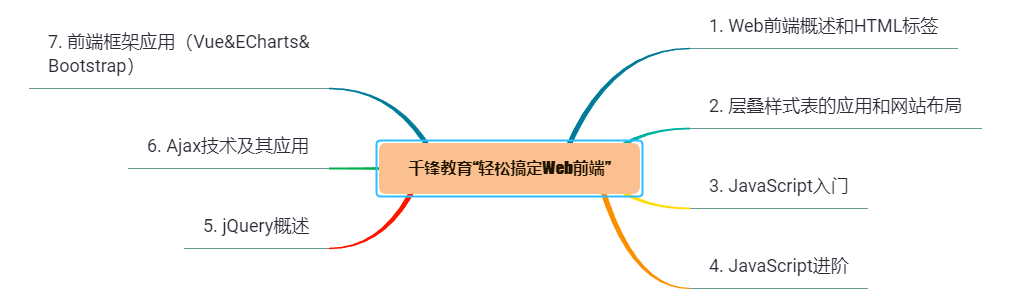 千锋教育“轻松搞定Web前端”
1. Web前端概述和HTML标签
2. 层叠样式表的应用和网站布局
3. JavaScript入门
4. JavaScript进阶
5. jQuery概述
6. Ajax技术及其应用
7. 前端框架应用（Vue&ECharts&
Bootstrap）